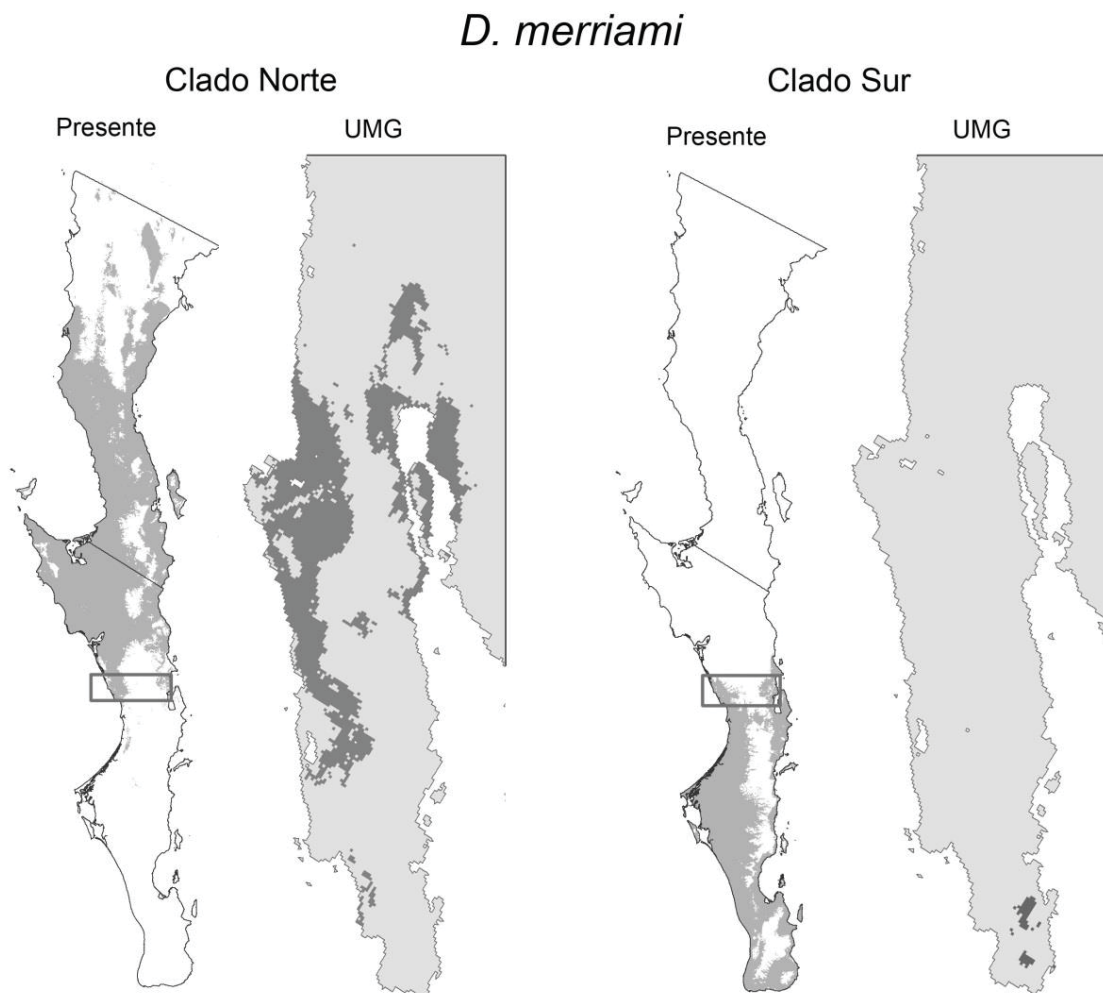 D. merriami
Clado Norte
Clado Sur
Presente
UMG
Presente
UMG